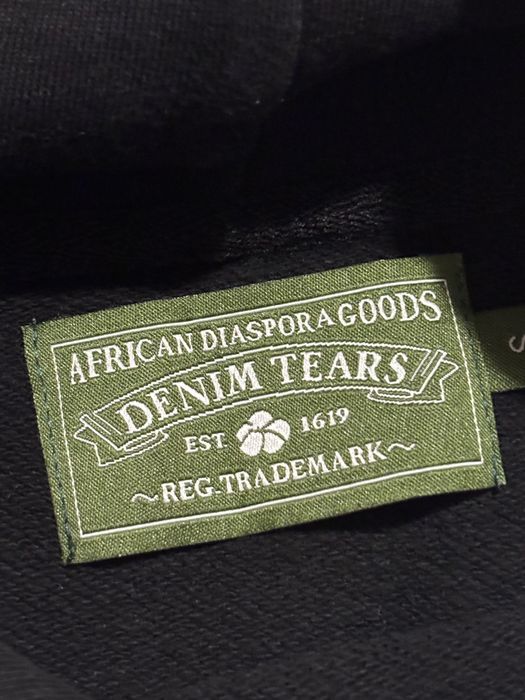 AFRICAN DIASPORA GOODS
DENIM TEARS
EST. 1619
~REG.TRADEMARK~
S